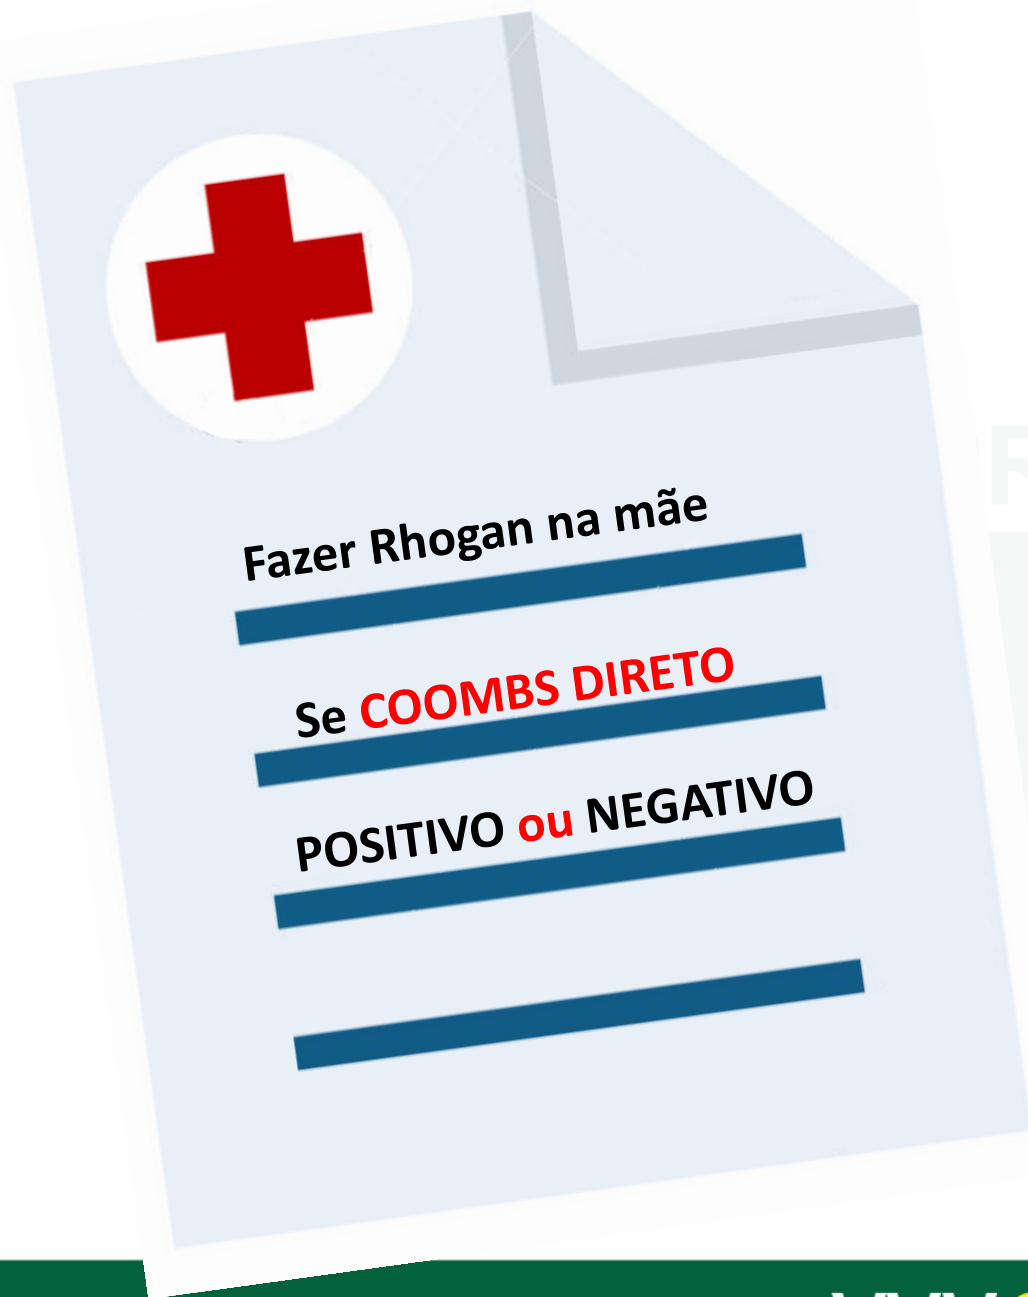 Fazer Rhogan na mãe
Se COOMBS DIRETO
POSITIVO ou NEGATIVO